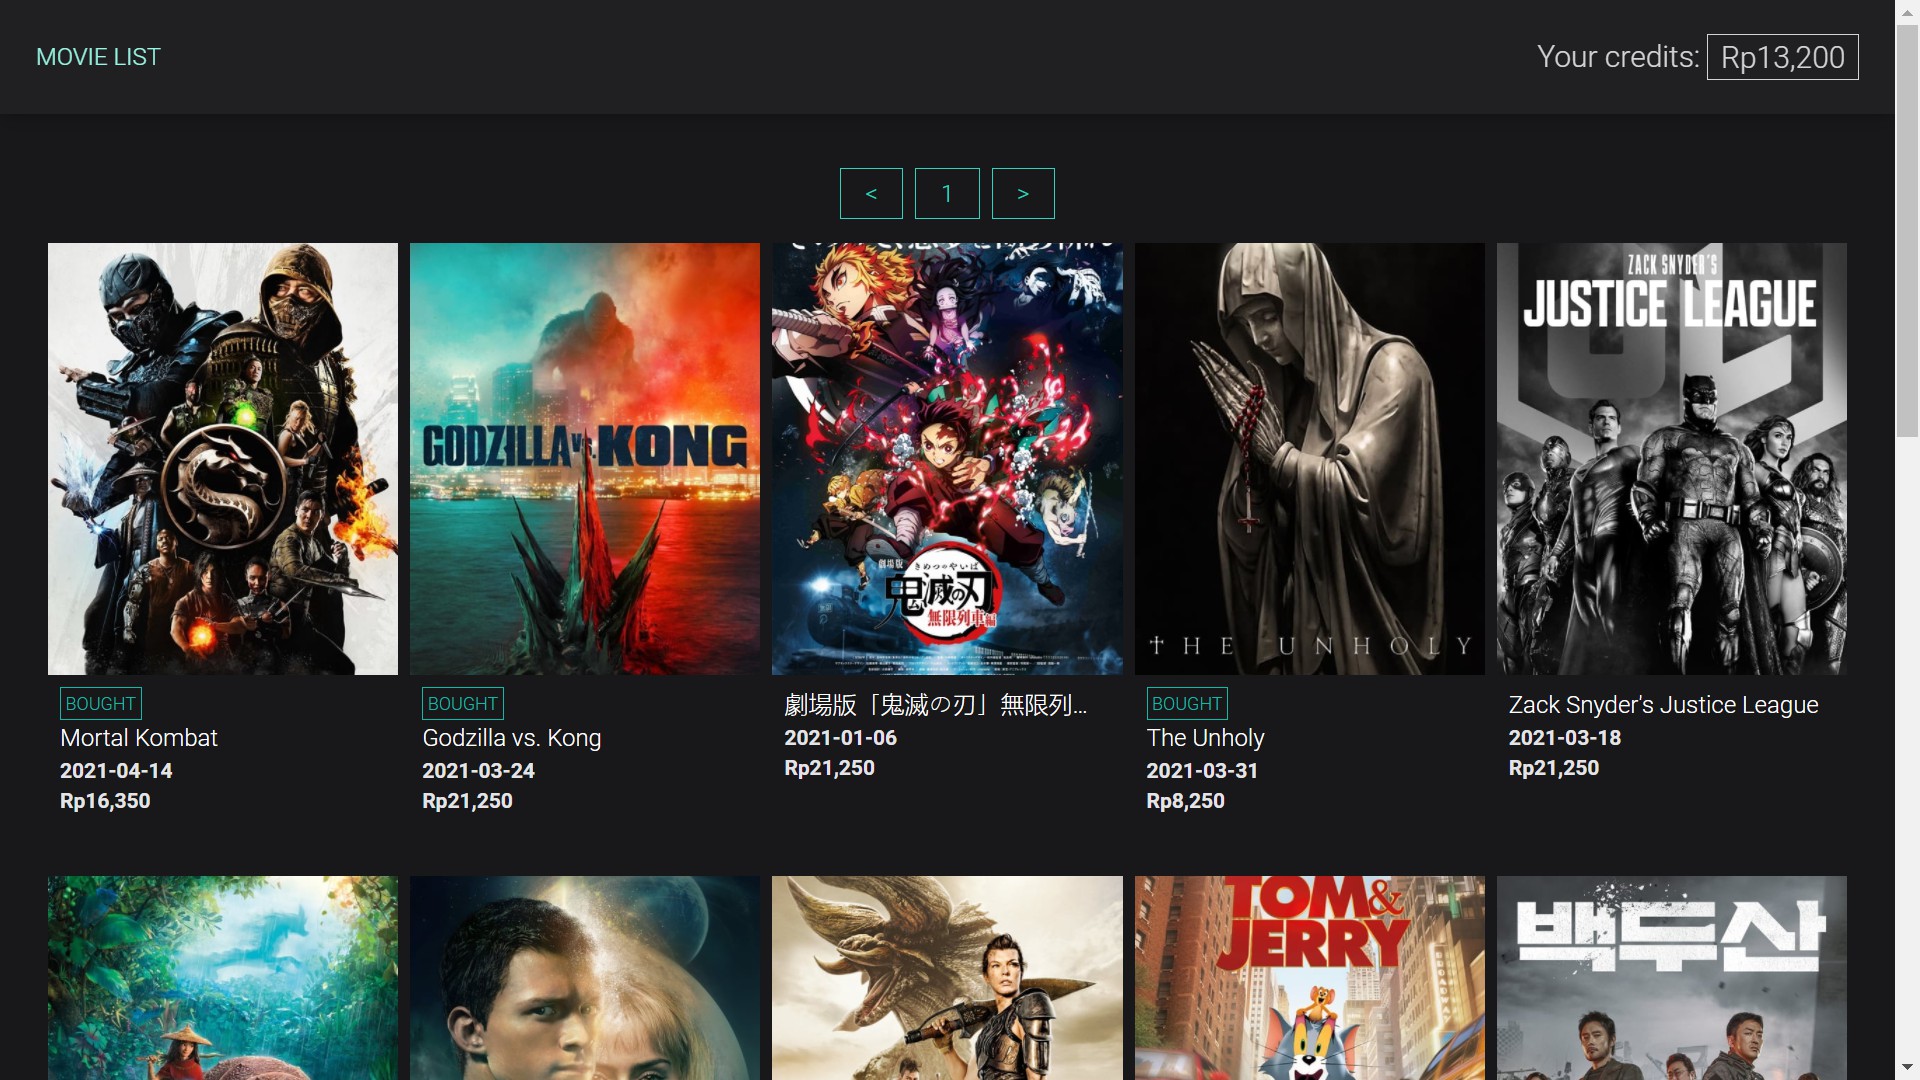 MOVIE LIST
Your credits: Rp13,200
< 1 >
GODZILLA vs. KONG
劇場版 きめつのやいば
鬼滅の刃
無限列車編
THE UNHOLY
ZACK SNYDER'S
JUSTICE LEAGUE
BOUGHT
Mortal Kombat
2021-04-14
Rp16,350
BOUGHT
Godzilla vs. Kong
2021-03-24
Rp21,250
劇場版「鬼滅の刃」無限列...
2021-01-06
Rp21,250
BOUGHT
The Unholy
2021-03-31
Rp8,250
Zack Snyder's Justice League
2021-03-18
Rp21,250
TOM&
JERRY
백두산